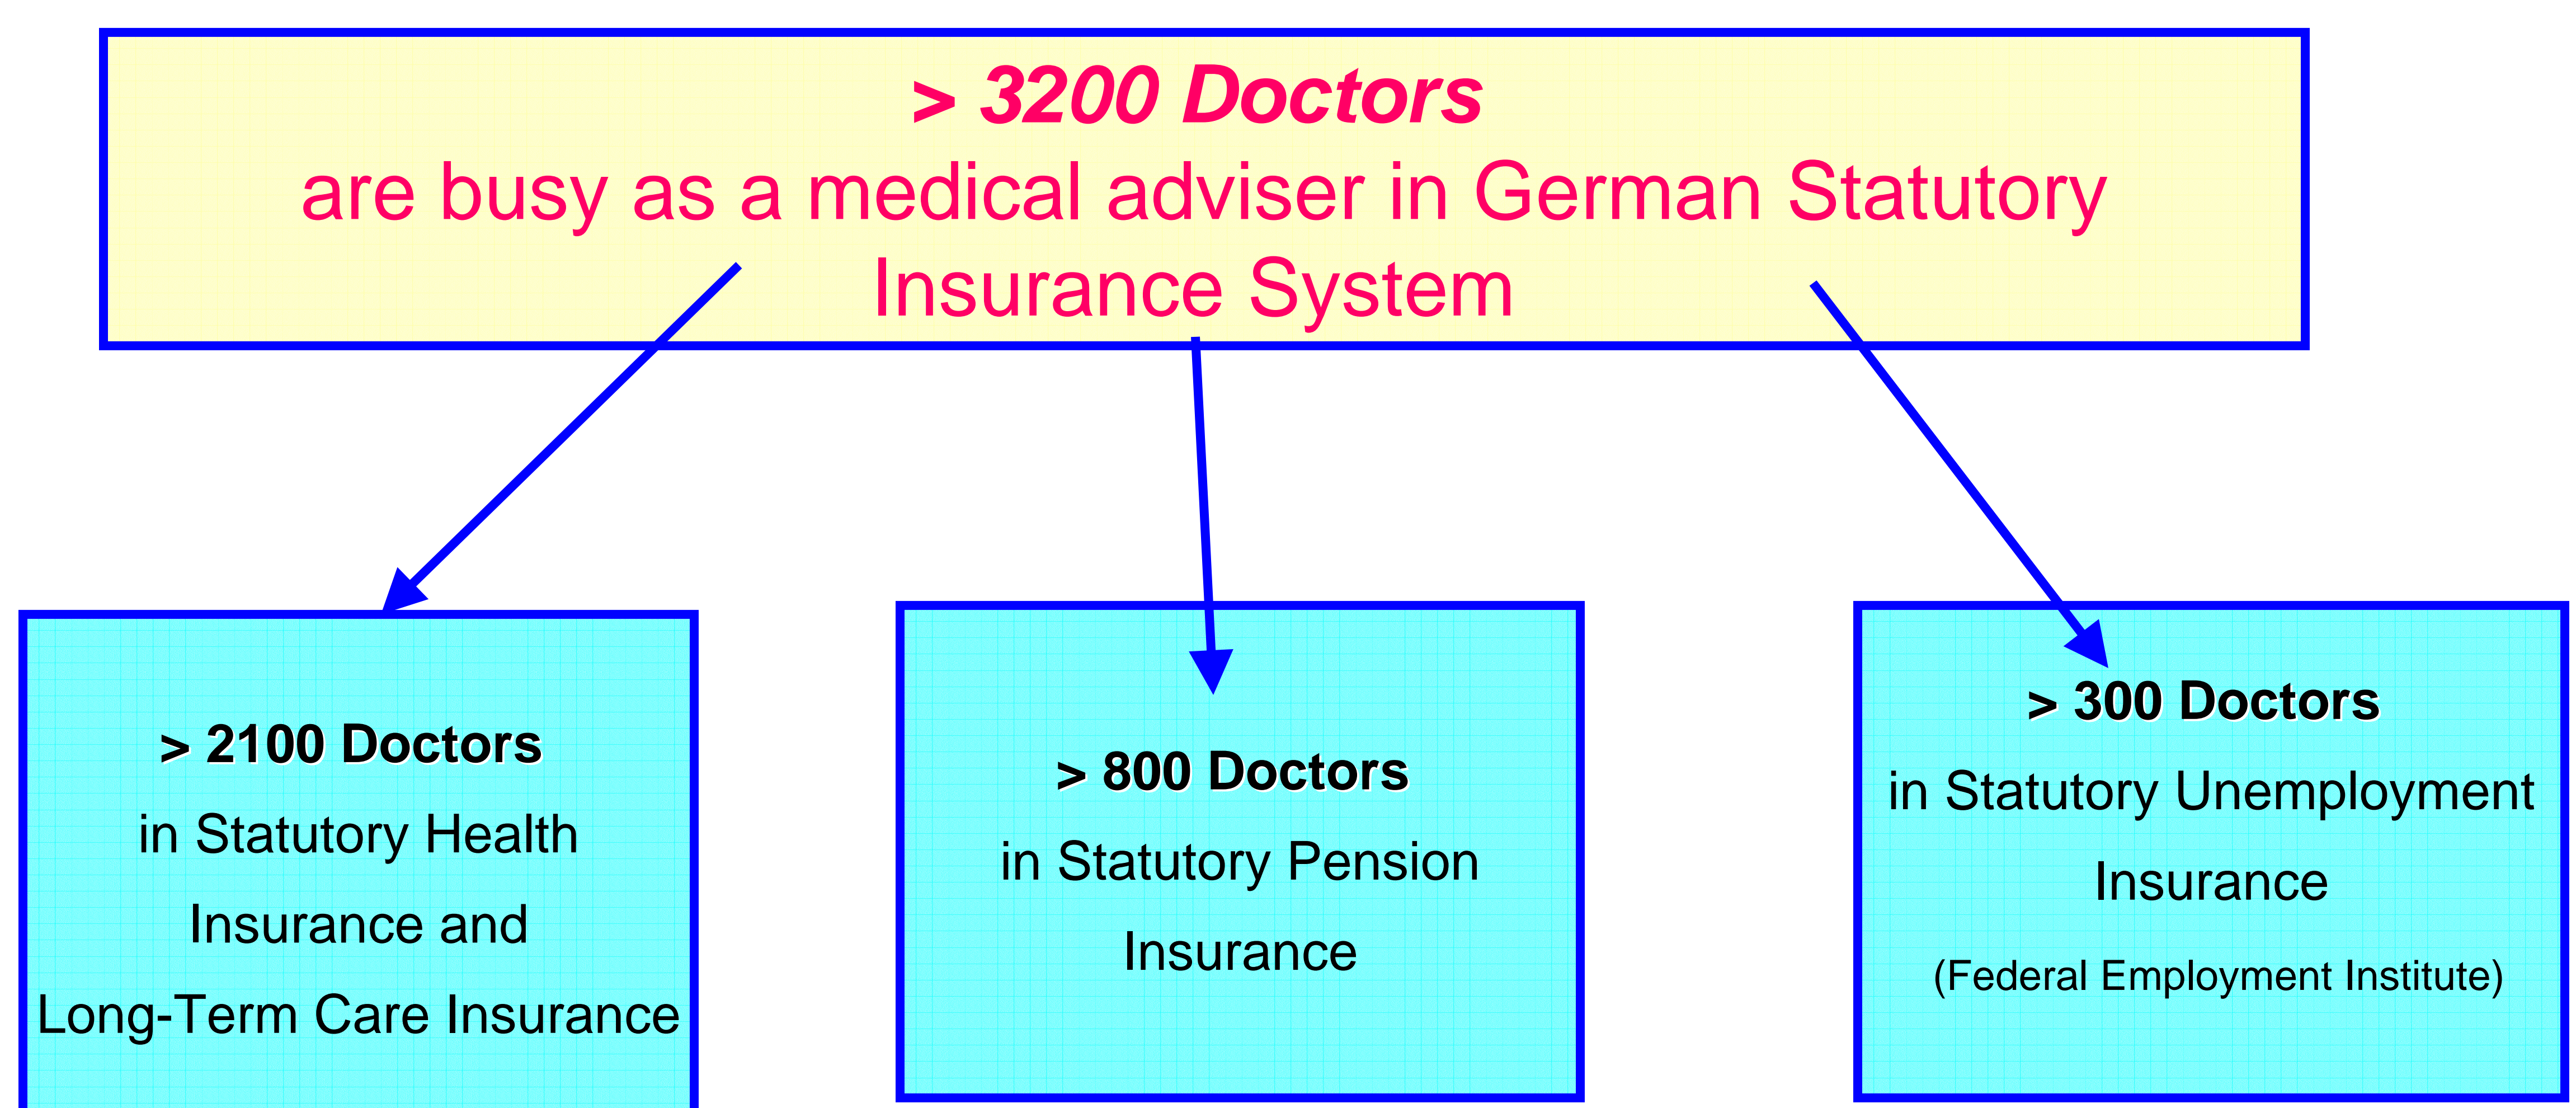 > 3200 Doctors
are busy as a medical adviser in German Statutory
Insurance System
> 2100 Doctors
in Statutory Health
Insurance and
Long-Term Care Insurance
> 800 Doctors
in Statutory Pension
Insurance
> 300 Doctors
in Statutory Unemployment
Insurance
(Federal Employment Institute)